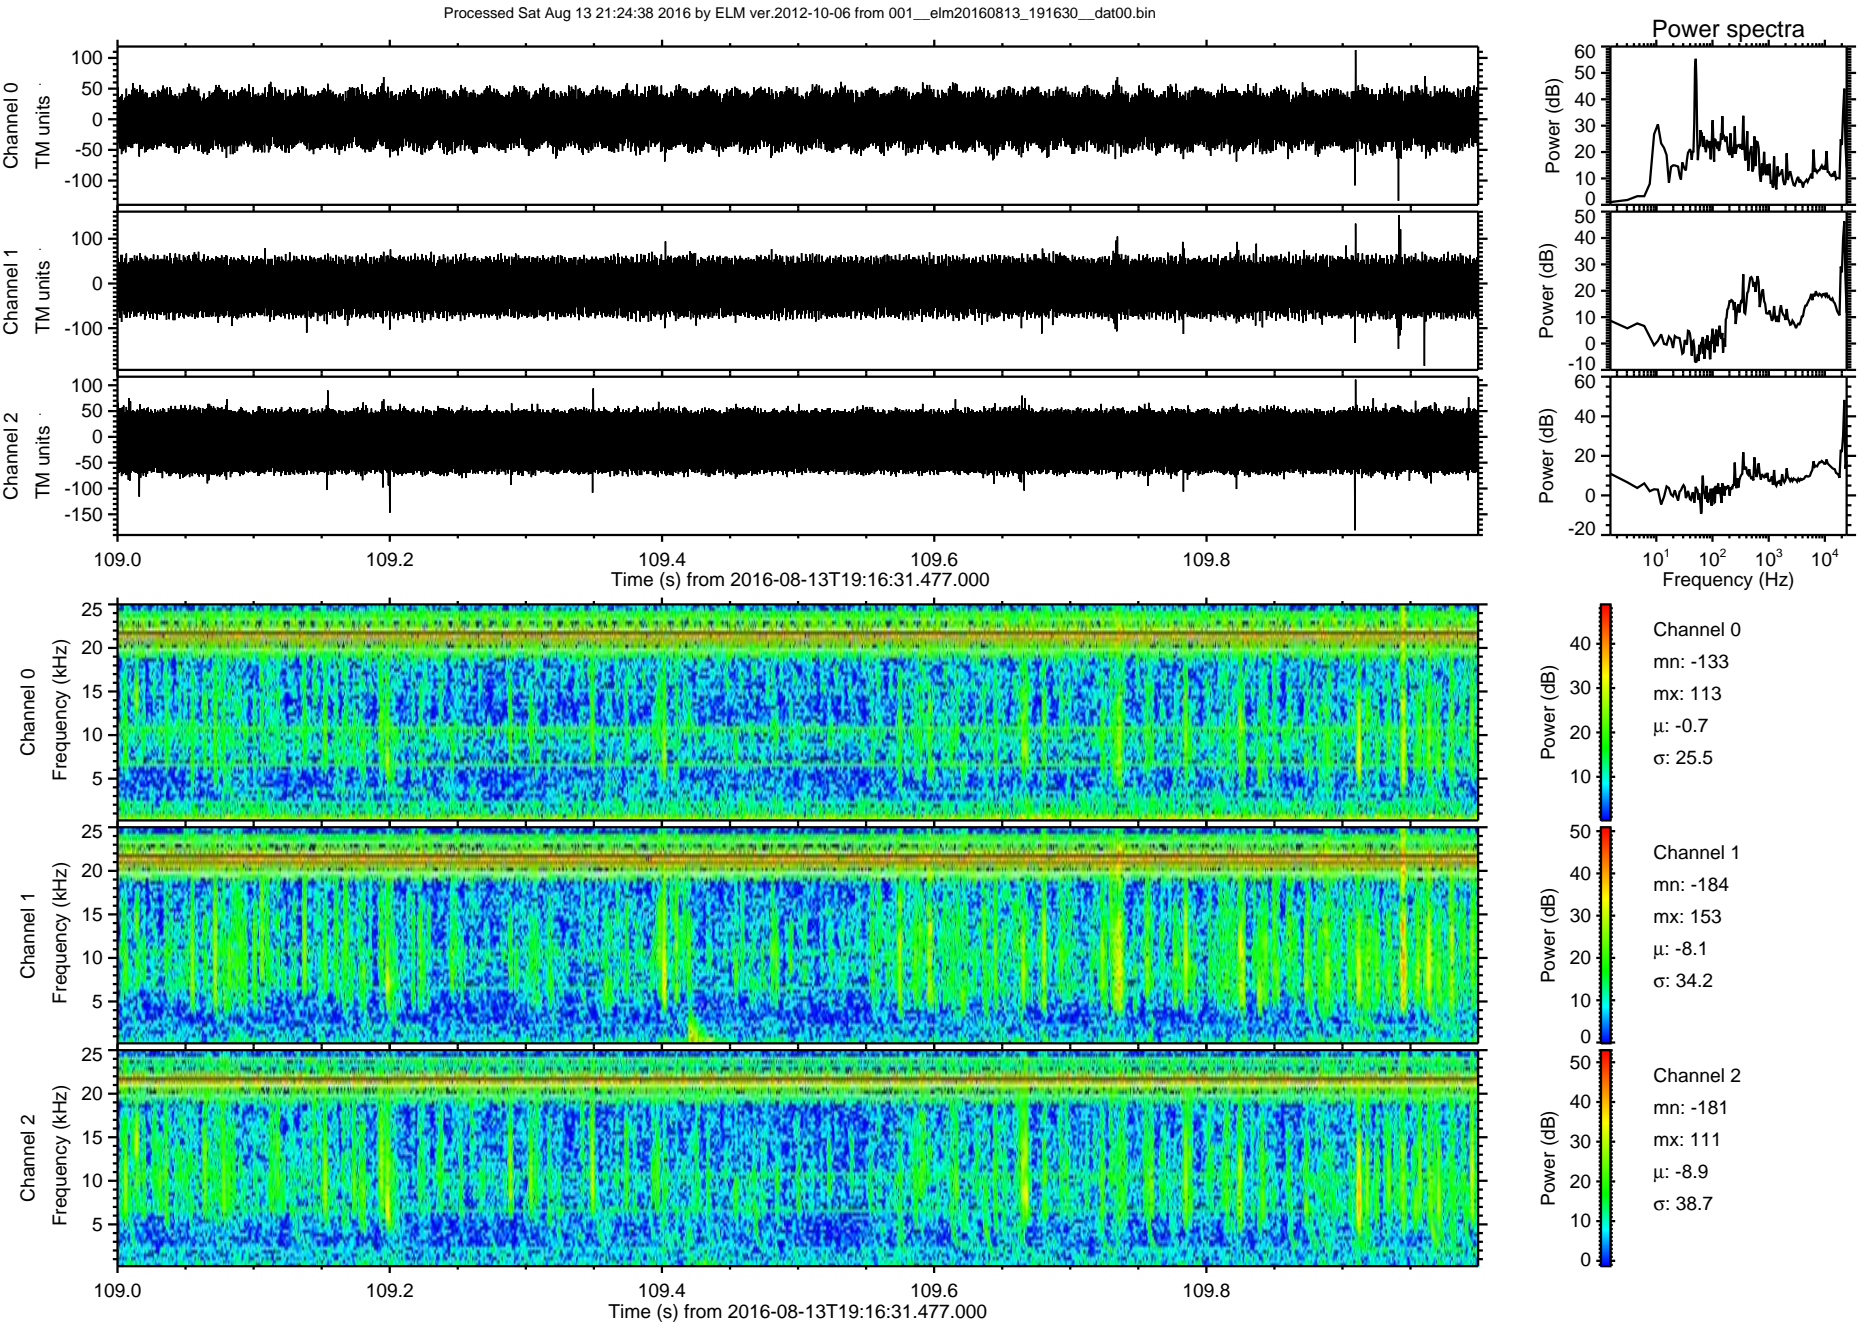 Processed Sat Aug 13 21:24:38 2016 by ELM ver.2012-10-06 from 001__elm20160813_191630__dat00.bin
Power spectra
Channel 0
TM units
100
50
0
-50
-100
Power (dB)
60
50
40
30
20
10
0
Channel 1
TM units
100
0
-100
Power (dB)
50
40
30
20
10
0
-10
Channel 2
TM units
100
50
0
-50
-100
-150
Power (dB)
60
40
20
0
-20
109.0 109.2 109.4 109.6 109.8
Time (s) from 2016-08-13T19:16:31.477.000
10¹ 10² 10³ 10⁴
Frequency (Hz)
Channel 0
Frequency (kHz)
25
20
15
10
5
Power (dB)
40
30
20
10
Channel 0
mn: -133
mx: 113
µ: -0.7
σ: 25.5
Channel 1
Frequency (kHz)
25
20
15
10
5
Power (dB)
50
40
30
20
10
0
Channel 1
mn: -184
mx: 153
µ: -8.1
σ: 34.2
Channel 2
Frequency (kHz)
25
20
15
10
5
Power (dB)
50
40
30
20
10
0
Channel 2
mn: -181
mx: 111
µ: -8.9
σ: 38.7
109.0 109.2 109.4 109.6 109.8
Time (s) from 2016-08-13T19:16:31.477.000